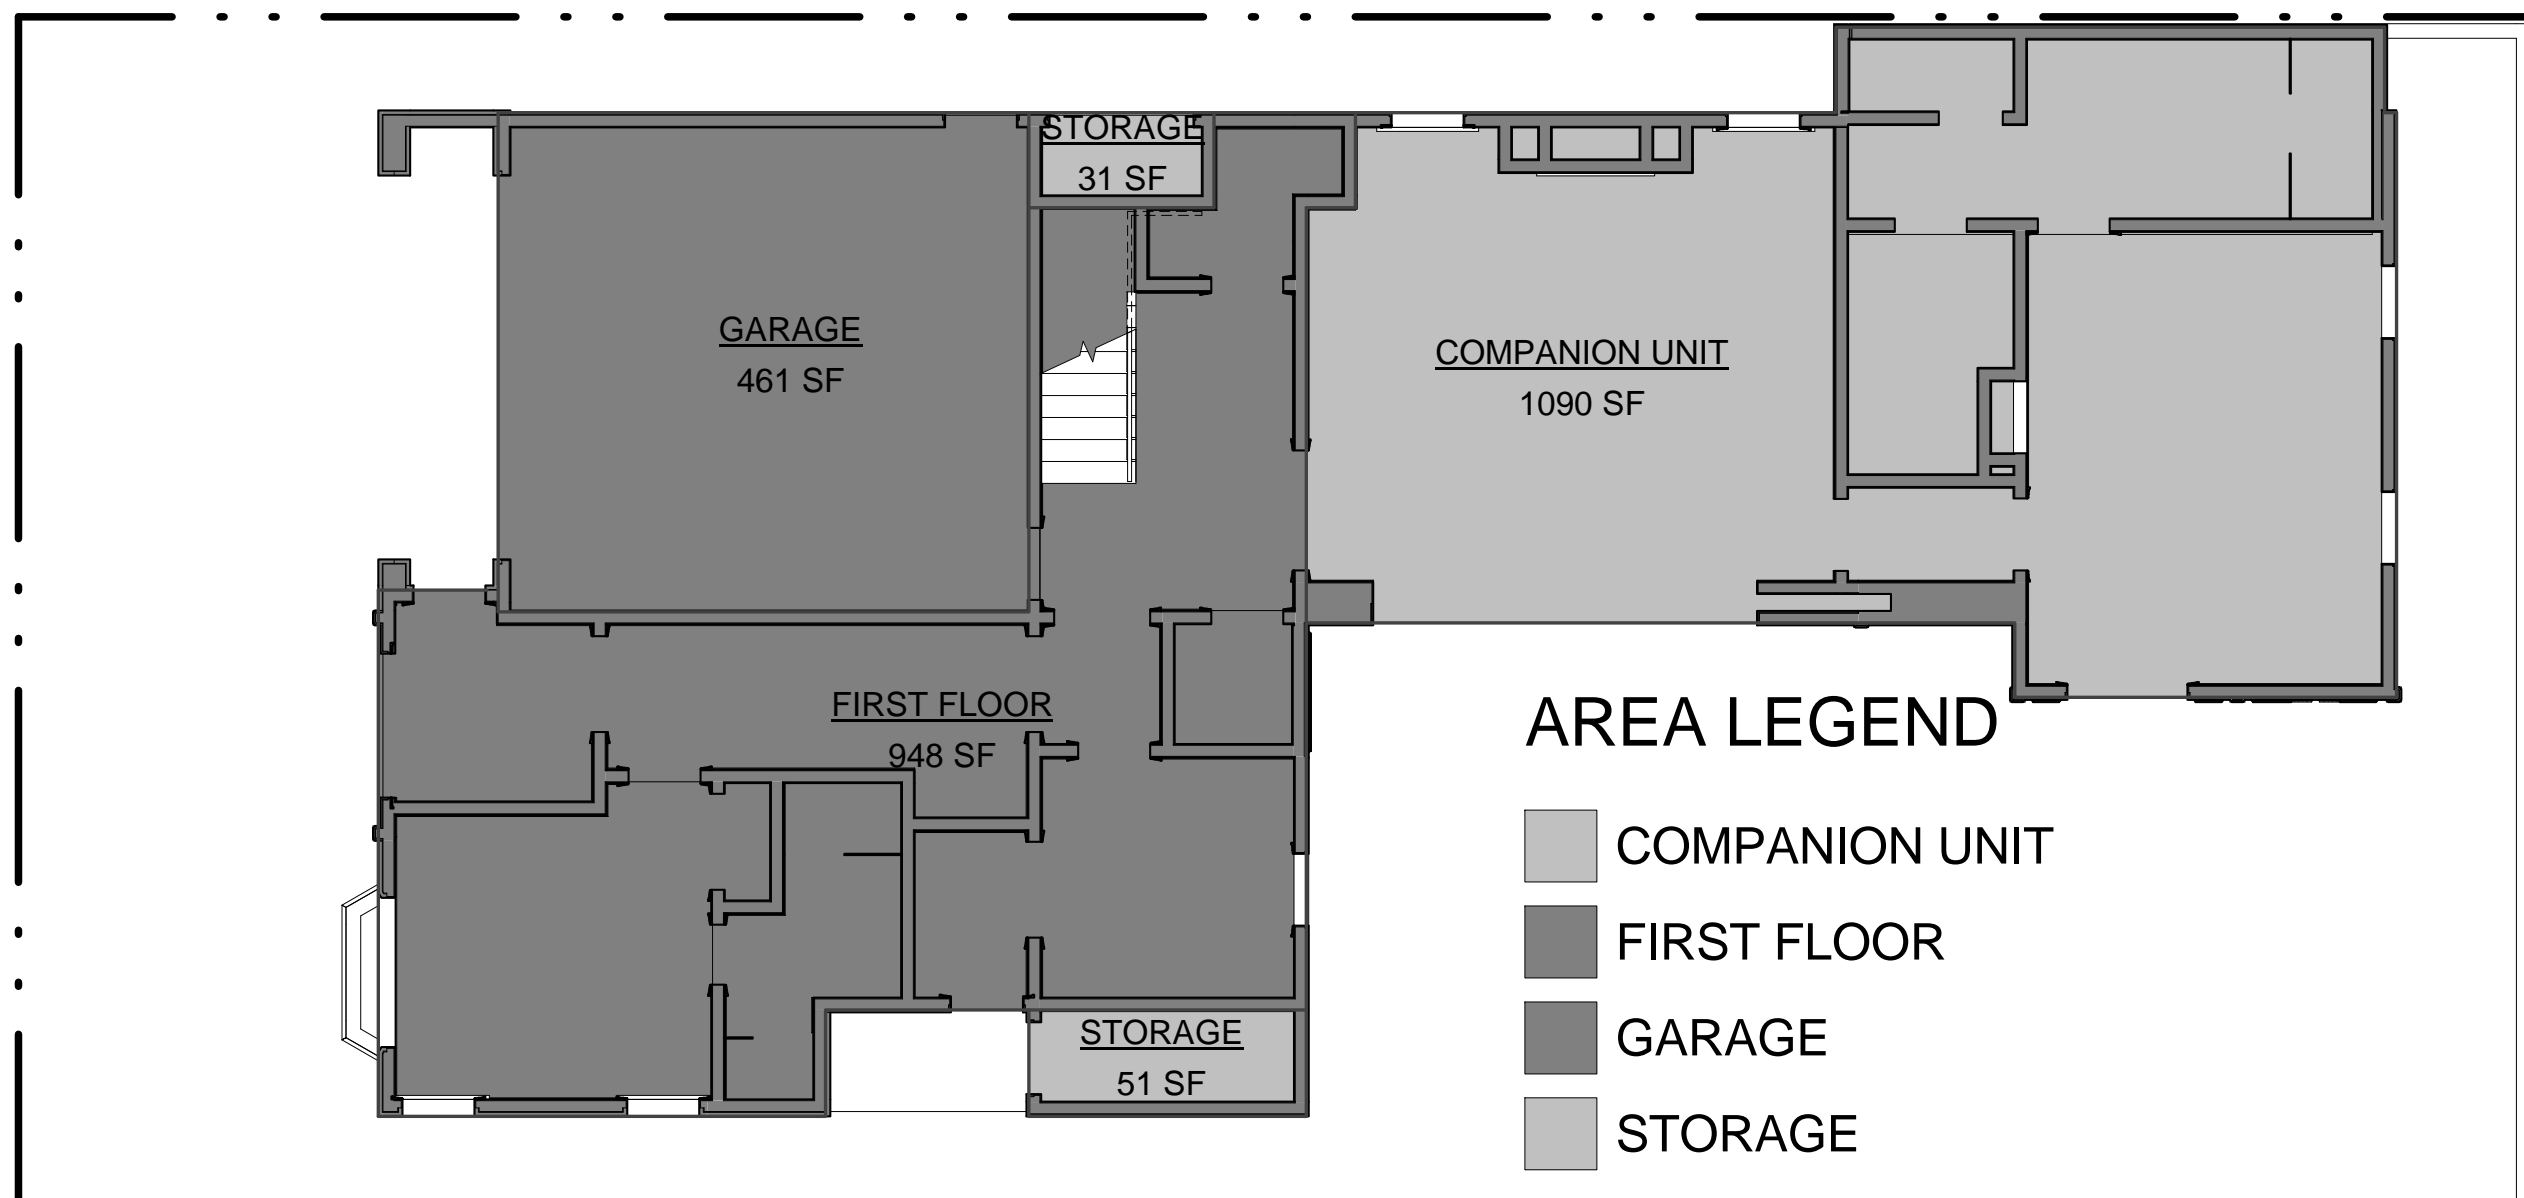 STORAGE
31 SF
GARAGE
461 SF
COMPANION UNIT
1090 SF
FIRST FLOOR
948 SF
STORAGE
51 SF
AREA LEGEND
COMPANION UNIT
FIRST FLOOR
GARAGE
STORAGE